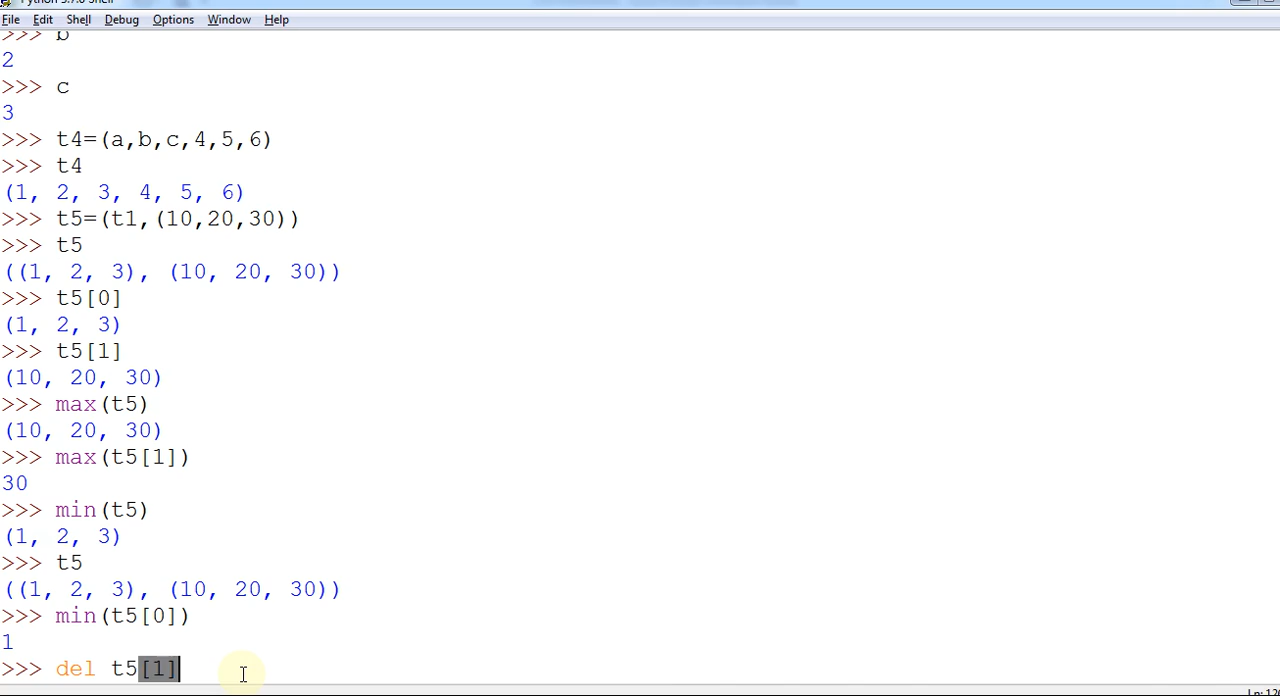 File Edit Shell Debug Options Window Help
>>> b
2
>>> c
3
>>> t4=(a,b,c,4,5,6)
>>> t4
(1, 2, 3, 4, 5, 6)
>>> t5=(t1,(10,20,30))
>>> t5
((1, 2, 3), (10, 20, 30))
>>> t5[0]
(1, 2, 3)
>>> t5[1]
(10, 20, 30)
>>> max(t5)
(10, 20, 30)
>>> max(t5[1])
30
>>> min(t5)
(1, 2, 3)
>>> t5
((1, 2, 3), (10, 20, 30))
>>> min(t5[0])
1
>>> del t5[1]